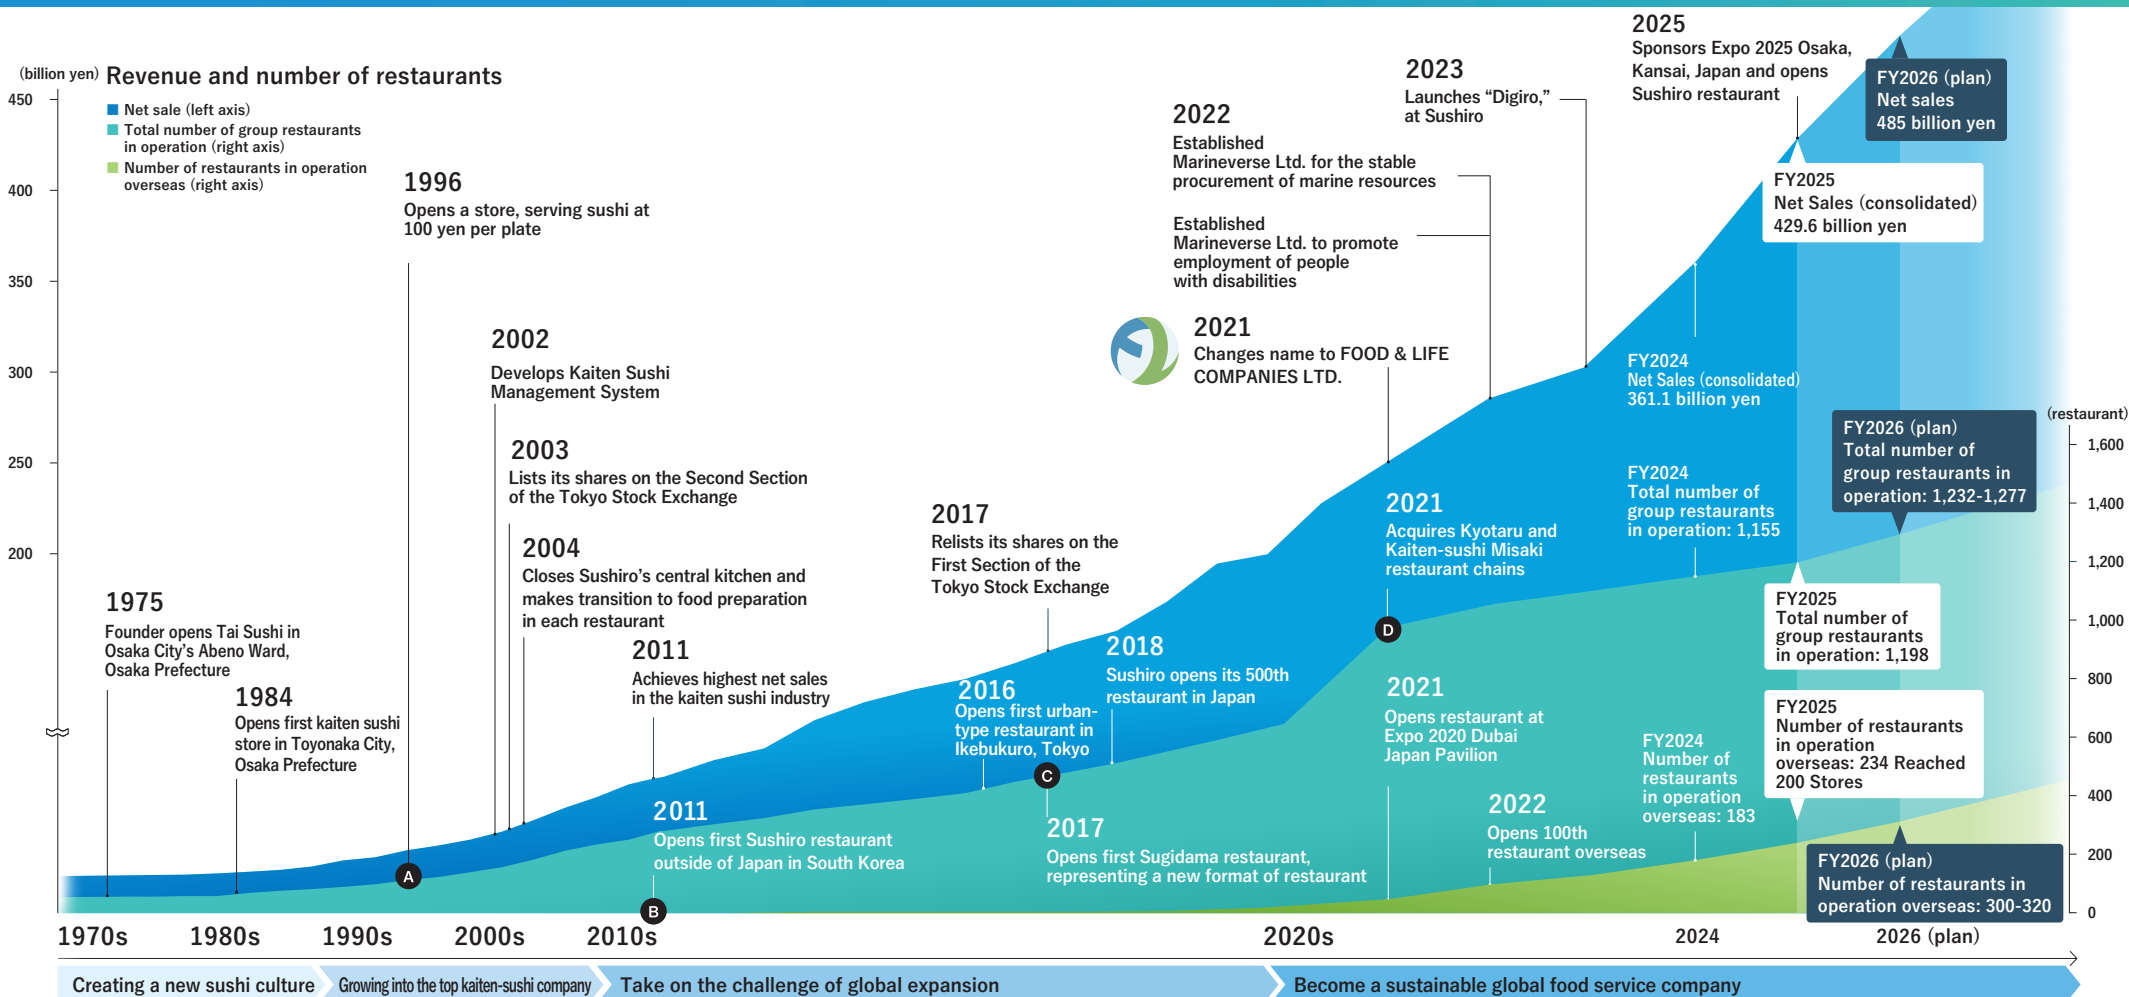 (billion yen) Revenue and number of restaurants
Net sale (left axis)
Total number of group restaurants
in operation (right axis)
Number of restaurants in operation
overseas (right axis)
450
400
350
300
250
200
1975
Founder opens Tai Sushi in
Osaka City's Abeno Ward,
Osaka Prefecture
1984
Opens first kaiten sushi
store in Toyonaka City,
Osaka Prefecture
1996
Opens a store, serving sushi at
100 yen per plate
A
2002
Develops Kaiten Sushi
Management System
2003
Lists its shares on the Second Section
of the Tokyo Stock Exchange
2004
Closes Sushiro's central kitchen and
makes transition to food preparation
in each restaurant
2011
Achieves highest net sales
in the kaiten sushi industry
2011
Opens first Sushiro restaurant
outside of Japan in South Korea
B
2016
Opens first urban-
type restaurant in
Ikebukuro, Tokyo
2017
Relists its shares on the
First Section of the
Tokyo Stock Exchange
C
2017
Opens first Sugidama restaurant,
representing a new format of restaurant
2018
Sushiro opens its 500th
restaurant in Japan
2021
Changes name to FOOD & LIFE
COMPANIES LTD.
2021
Acquires Kyotaru and
Kaiten-sushi Misaki
restaurant chains
D
2021
Opens restaurant at
Expo 2020 Dubai
Japan Pavilion
2022
Established
Marineverse Ltd. for the stable
procurement of marine resources
Established
Marineverse Ltd. to promote
employment of people
with disabilities
2022
Opens 100th
restaurant overseas
2023
Launches “Digiro,”
at Sushiro
FY2024
Net Sales (consolidated)
361.1 billion yen
FY2024
Total number of
group restaurants
in operation: 1,155
FY2024
Number of
restaurants
in operation
overseas: 183
2025
Sponsors Expo 2025 Osaka,
Kansai, Japan and opens
Sushiro restaurant
FY2025
Net Sales (consolidated)
429.6 billion yen
FY2025
Total number of
group restaurants
in operation: 1,198
FY2025
Number of restaurants
in operation
overseas: 234 Reached
200 Stores
FY2026 (plan)
Net sales
485 billion yen
FY2026 (plan)
Total number of
group restaurants in
operation: 1,232-1,277
FY2026 (plan)
Number of restaurants in
operation overseas: 300-320
(restaurant)
1,600
1,400
1,200
1,000
800
600
400
200
0
1970s
1980s
1990s
2000s
2010s
2020s
2024
2026 (plan)
Creating a new sushi culture
Growing into the top kaiten-sushi company
Take on the challenge of global expansion
Become a sustainable global food service company